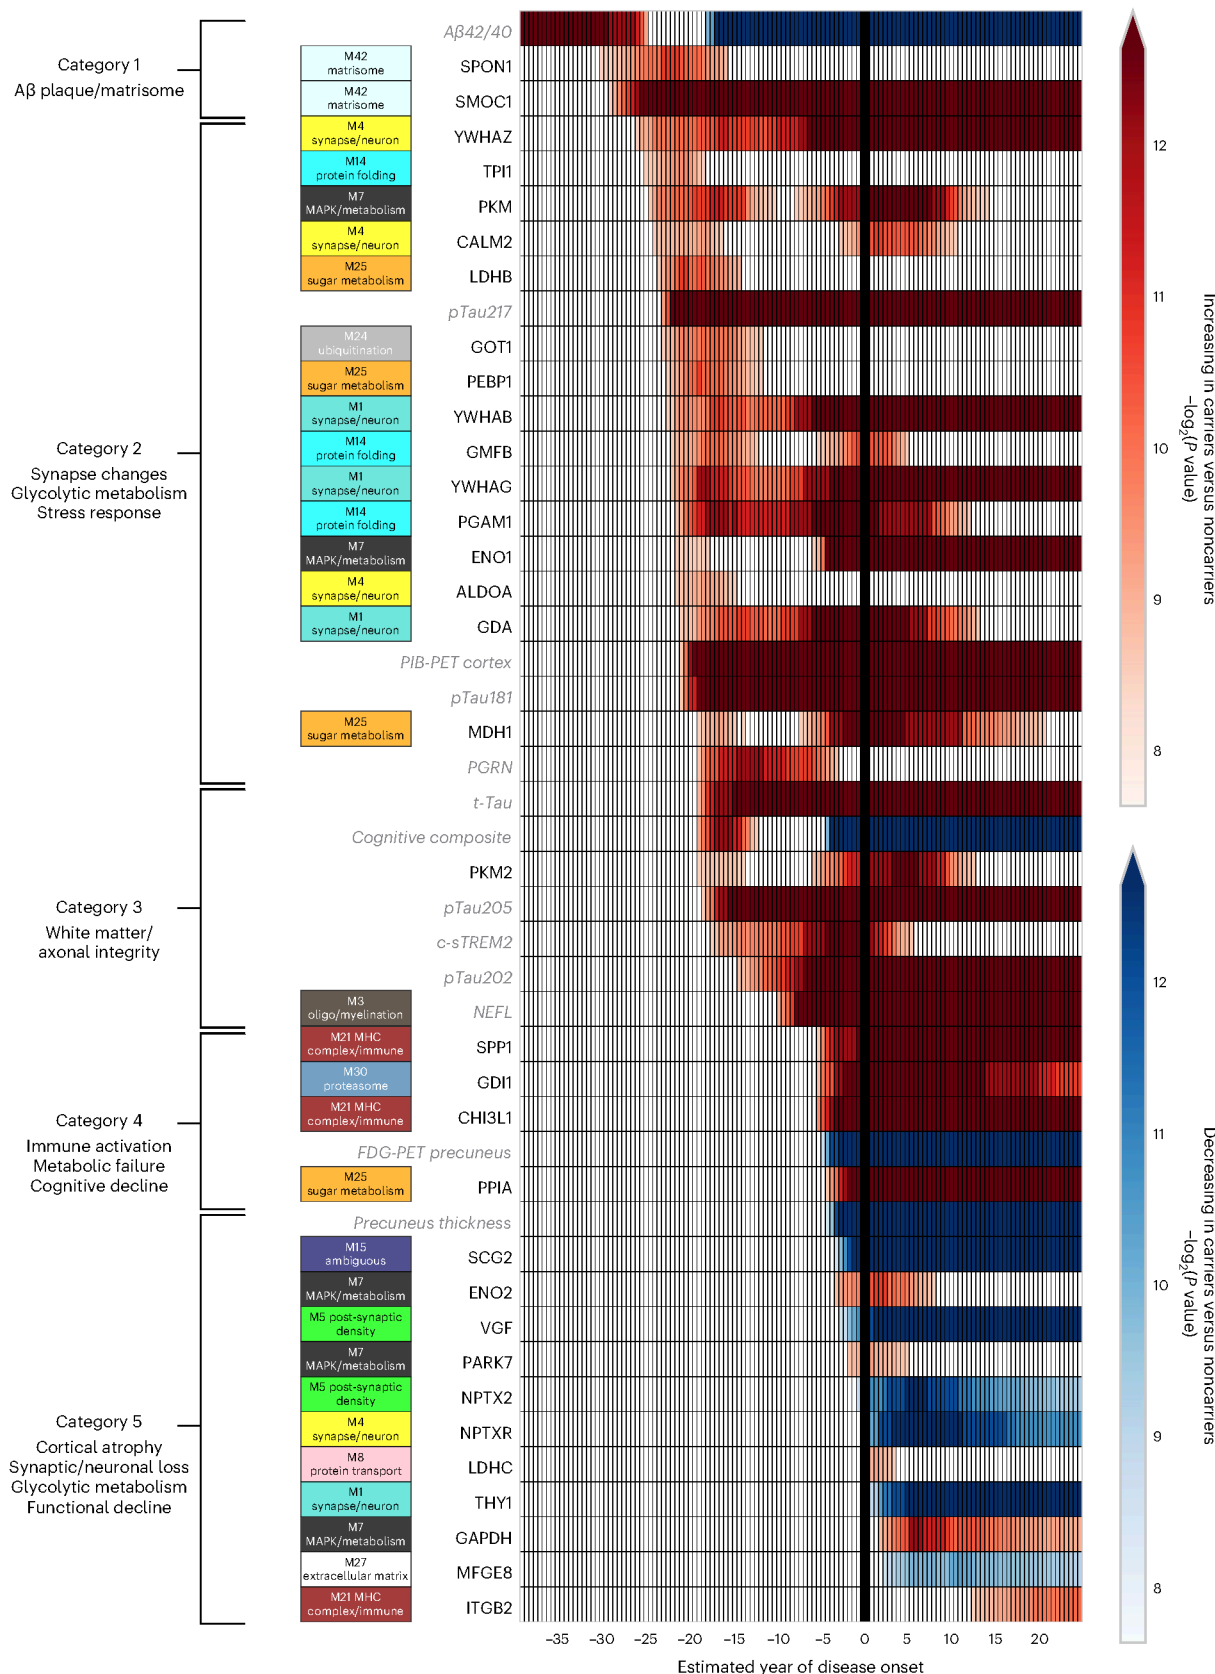 Category 1
Aβ plaque/matrisome
Category 2
Synapse changes
Glycolytic metabolism
Stress response
Category 3
White matter/
axonal integrity
Category 4
Immune activation
Metabolic failure
Cognitive decline
Category 5
Cortical atrophy
Synaptic/neuronal loss
Glycolytic metabolism
Functional decline
Aβ42/40
M42
matrisome
SPON1
M42
matrisome
SMOC1
M4
synapse/neuron
YWHAZ
M14
protein folding
TPI1
M7
MAPK/metabolism
PKM
M4
synapse/neuron
CALM2
M25
sugar metabolism
LDHB
pTau217
M24
ubiquitination
GOT1
M25
sugar metabolism
PEBP1
M1
synapse/neuron
YWHAB
M14
protein folding
GMFB
M1
synapse/neuron
YWHAG
M14
protein folding
PGAM1
M7
MAPK/metabolism
ENO1
M4
synapse/neuron
ALDOA
M1
synapse/neuron
GDA
PIB-PET cortex
pTau181
M25
sugar metabolism
MDH1
PGRN
t-Tau
Cognitive composite
PKM2
pTau205
c-sTREM2
pTau202
M3
oligo/myelination
NEFL
M21 MHC
complex/immune
SPP1
M30
proteasome
GDI1
M21 MHC
complex/immune
CHI3L1
FDG-PET precuneus
M25
sugar metabolism
PPIA
Precuneus thickness
M15
ambiguous
SCG2
M7
MAPK/metabolism
ENO2
M5 post-synaptic
density
VGF
M7
MAPK/metabolism
PARK7
M5 post-synaptic
density
NPTX2
M4
synapse/neuron
NPTXR
M8
protein transport
LDHC
M1
synapse/neuron
THY1
M7
MAPK/metabolism
GAPDH
M27
extracellular matrix
MFGE8
M21 MHC
complex/immune
ITGB2
–35 –30 –25 –20 –15 –10 –5 0 5 10 15 20
Estimated year of disease onset
12
11
10
9
8
Increasing in carriers versus noncarriers
–log2(P value)
12
11
10
9
8
Decreasing in carriers versus noncarriers
–log2(P value)